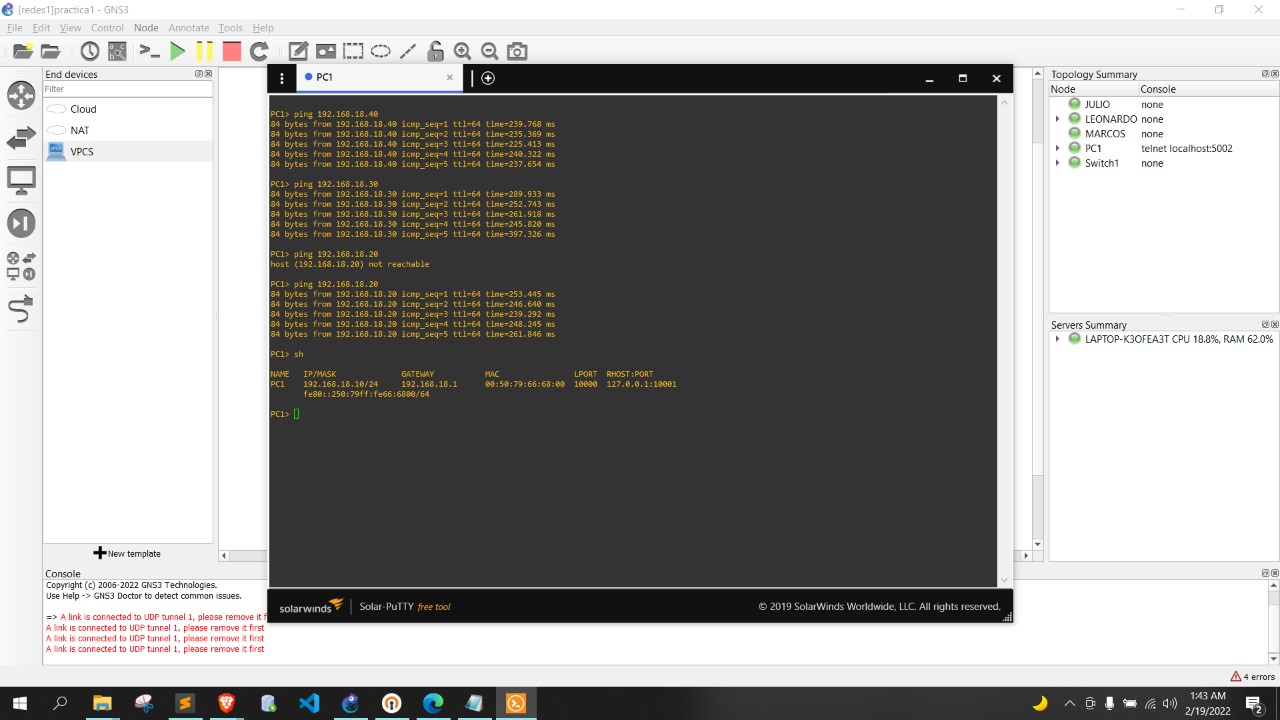 [redes1]practica1 - GNS3
File Edit View Control Node Annotate Tools Help
End devices
Filter
Cloud
NAT
VPCS
New template
PC1
PC1> ping 192.168.18.40
84 bytes from 192.168.18.40 icmp_seq=1 ttl=64 time=239.768 ms
84 bytes from 192.168.18.40 icmp_seq=2 ttl=64 time=235.369 ms
84 bytes from 192.168.18.40 icmp_seq=3 ttl=64 time=225.413 ms
84 bytes from 192.168.18.40 icmp_seq=4 ttl=64 time=240.322 ms
84 bytes from 192.168.18.40 icmp_seq=5 ttl=64 time=237.654 ms
PC1> ping 192.168.18.30
84 bytes from 192.168.18.30 icmp_seq=1 ttl=64 time=289.933 ms
84 bytes from 192.168.18.30 icmp_seq=2 ttl=64 time=252.743 ms
84 bytes from 192.168.18.30 icmp_seq=3 ttl=64 time=261.918 ms
84 bytes from 192.168.18.30 icmp_seq=4 ttl=64 time=245.820 ms
84 bytes from 192.168.18.30 icmp_seq=5 ttl=64 time=397.326 ms
PC1> ping 192.168.18.20
host (192.168.18.20) not reachable
PC1> ping 192.168.18.20
84 bytes from 192.168.18.20 icmp_seq=1 ttl=64 time=253.445 ms
84 bytes from 192.168.18.20 icmp_seq=2 ttl=64 time=246.640 ms
84 bytes from 192.168.18.20 icmp_seq=3 ttl=64 time=239.292 ms
84 bytes from 192.168.18.20 icmp_seq=4 ttl=64 time=248.245 ms
84 bytes from 192.168.18.20 icmp_seq=5 ttl=64 time=261.846 ms
PC1> sh
NAME IP/MASK GATEWAY MAC LPORT RHOST:PORT
PC1 192.168.18.10/24 192.168.18.1 00:50:79:66:68:00 10000 127.0.0.1:10001
fe80::250:79ff:fe66:6800/64
PC1>
solarwinds Solar-PuTTY free tool © 2019 SolarWinds Worldwide, LLC. All rights reserved.
Topology Summary
Node Console
JULIO none
LEONARDO none
MARCOS none
PC1 telnet localhost:5002
Switch1 none
Servers Summary
LAPTOP-K3OFEA3T CPU 18.8%, RAM 62.0%
Console
Copyright (c) 2006-2022 GNS3 Technologies.
Use Help -> GNS3 Doctor to detect common issues.
=> A link is connected to UDP tunnel 1, please remove it f
A link is connected to UDP tunnel 1, please remove it first
A link is connected to UDP tunnel 1, please remove it first
A link is connected to UDP tunnel 1, please remove it first
4 errors
1:43 AM
2/19/2022
2